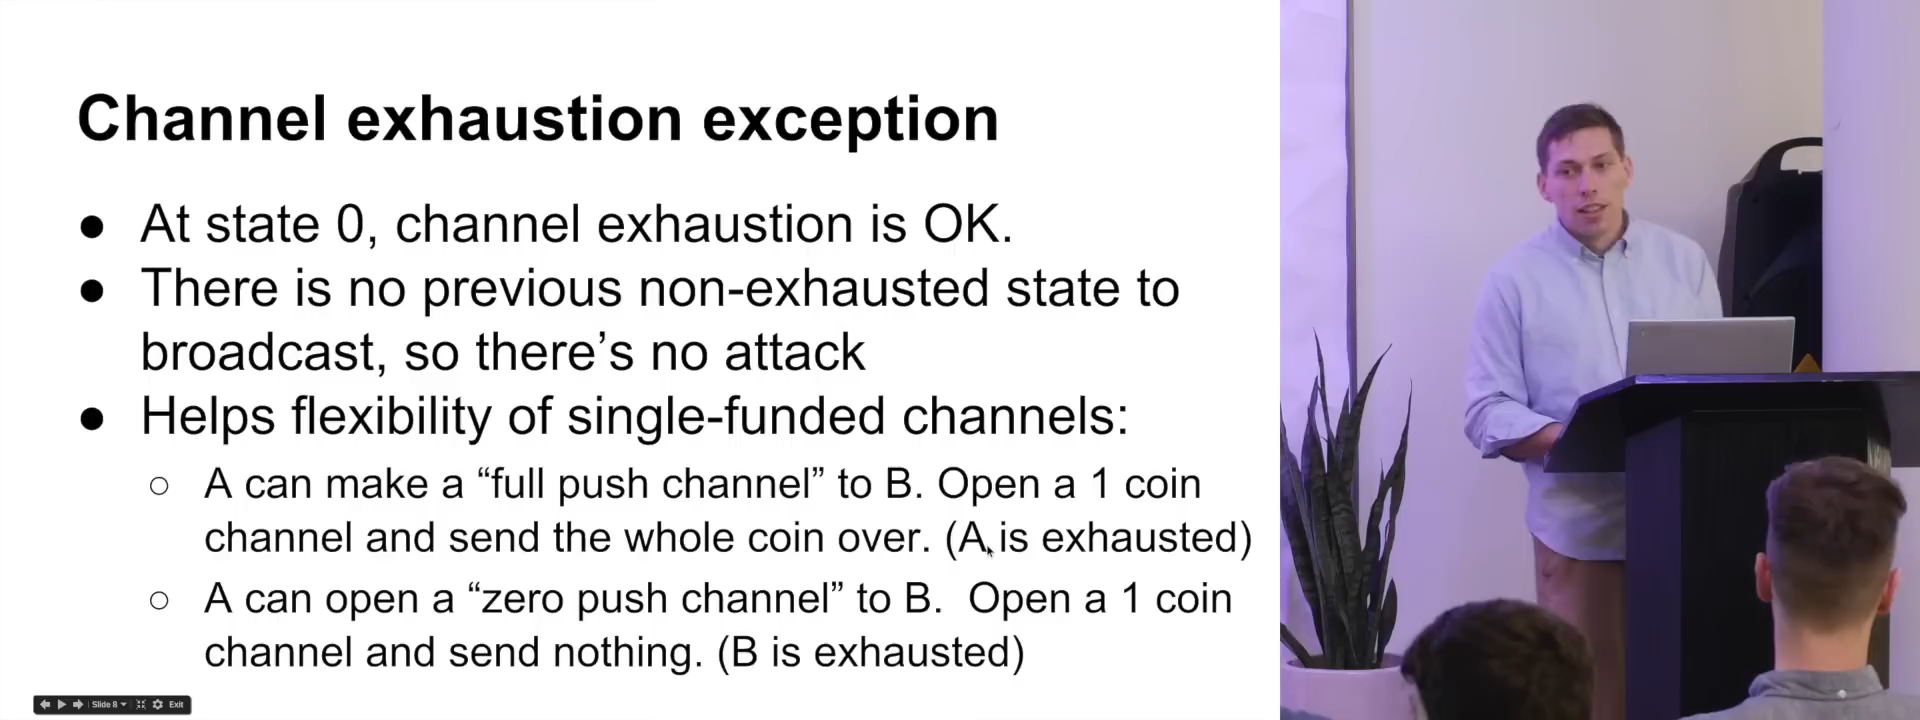 Channel exhaustion exception
● At state 0, channel exhaustion is OK.
● There is no previous non-exhausted state to
broadcast, so there’s no attack
● Helps flexibility of single-funded channels:
○ A can make a “full push channel” to B. Open a 1 coin
channel and send the whole coin over. (A is exhausted)
○ A can open a “zero push channel” to B.  Open a 1 coin
channel and send nothing. (B is exhausted)
Slide 8 Exit